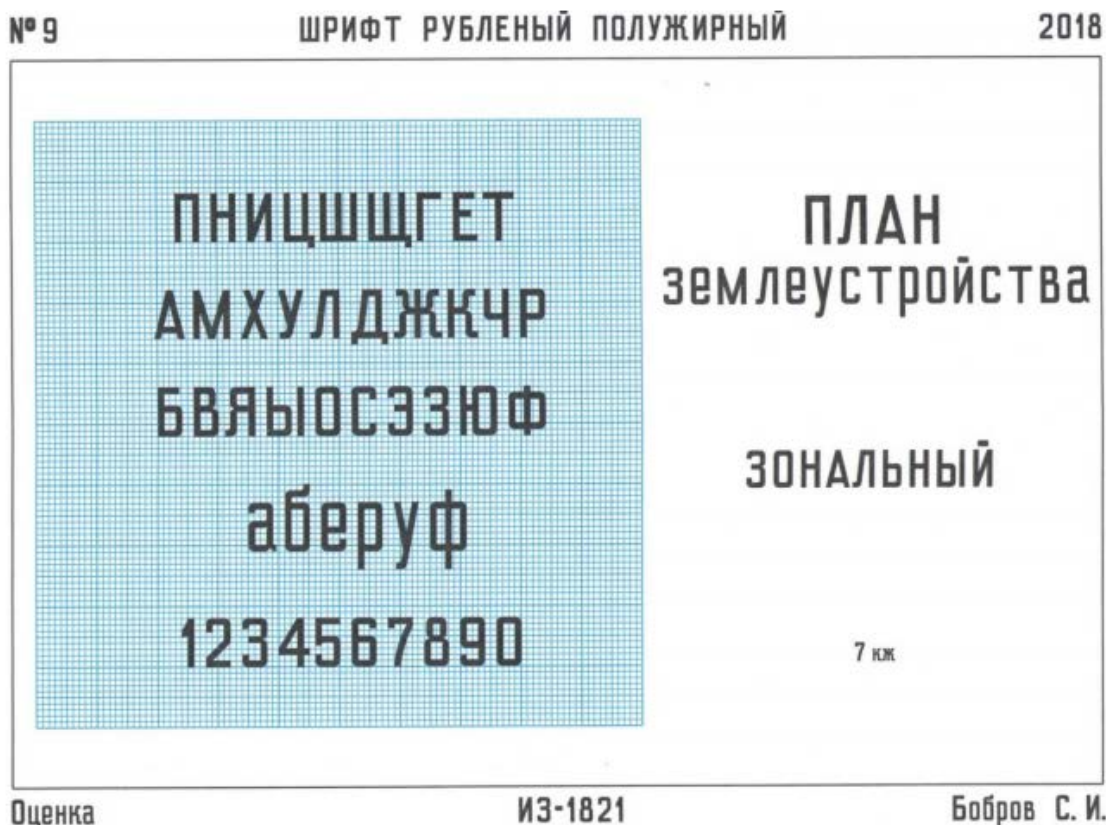 № 9 ШРИФТ РУБЛЕНЫЙ ПОЛУЖИРНЫЙ 2018
ПНИЦШЩГЕТ
АМХУЛДЖКЧР
БВЯЫОСЭЗЮФ
аберуф
1234567890
ПЛАН
землеустройства
ЗОНАЛЬНЫЙ
7 кж
Оценка ИЗ-1821 Бобров С. И.